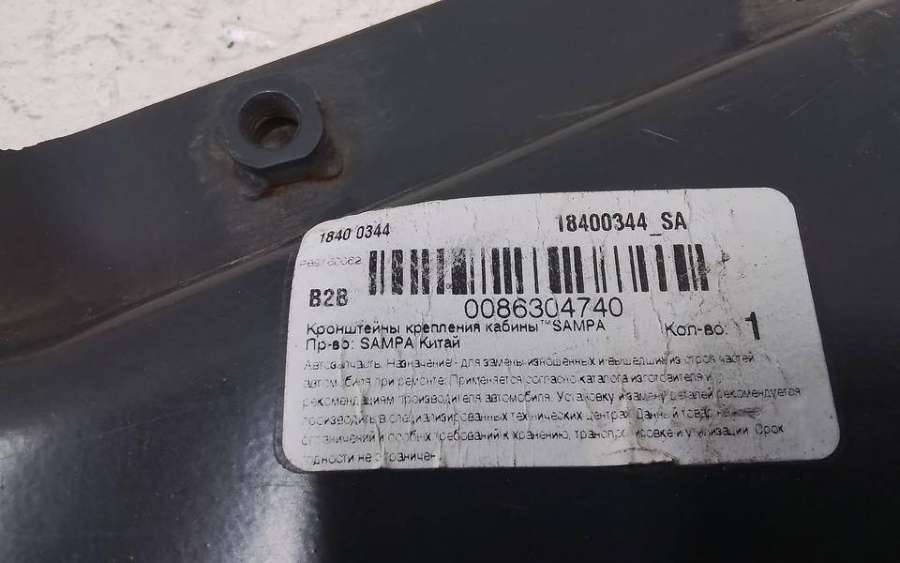 1840 0344
18400344_SA
B2B
0086304740
Кронштейны крепления кабины™SAMPA
Кол-во: 1
Пр-во: SAMPA Китай
Автозапчасть. Назначение - для замены изношенных и вышедших из строя частей
автомобиля при ремонте. Применяется согласно каталога изготовителя и
рекомендациям производителя автомобиля. Установку и замену деталей рекомендуется
производить в специализированных технических центрах. Данный товар не имеет
ограничений и особых требований к хранению, транспортировке и утилизации. Срок
годности не ограничен.